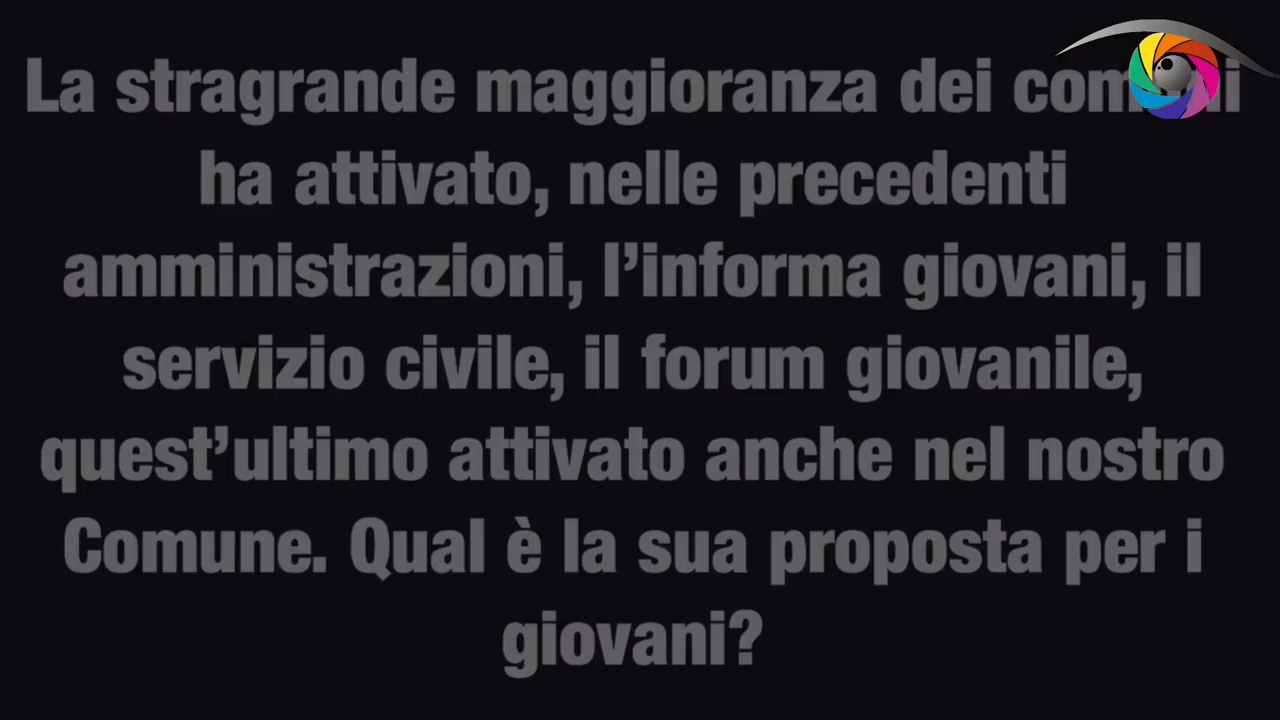 La stragrande maggioranza dei comuni
ha attivato, nelle precedenti
amministrazioni, l’informa giovani, il
servizio civile, il forum giovanile,
quest’ultimo attivato anche nel nostro
Comune. Qual è la sua proposta per i
giovani?